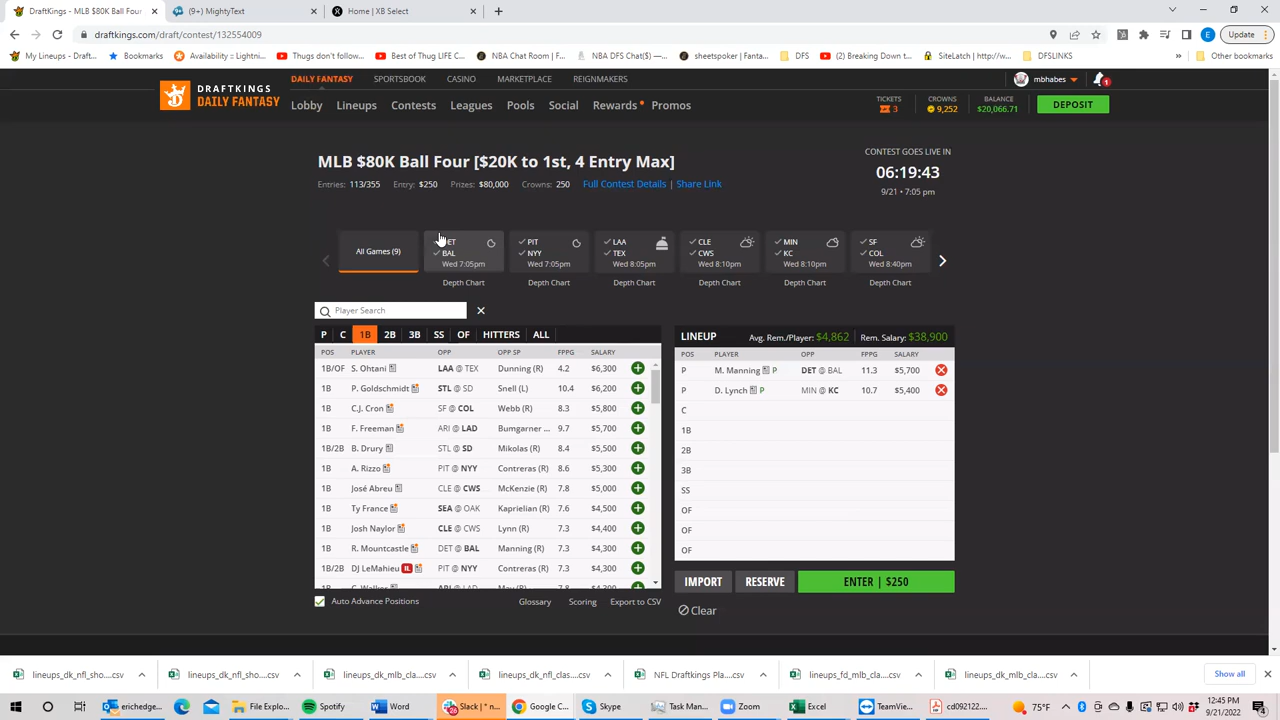 DraftKings - MLB $80K Ball Four
(9+) MightyText
Home | XB Select
draftkings.com/draft/contest/132554009
Update
My Lineups - Draft...
Bookmarks
Availability :: Lightni...
Thugs don't follow...
Best of Thug LIFE C...
NBA Chat Room | F...
NBA DFS Chat($) —...
sheetspoker | Fanta...
DFS
(2) Breaking Down t...
SiteLatch | http://w...
DFSLINKS
Other bookmarks
DAILY FANTASY SPORTSBOOK CASINO MARKETPLACE REIGNMAKERS
mbhabes
1
DRAFTKINGS
DAILY FANTASY
Lobby Lineups Contests Leagues Pools Social Rewards Promos
TICKETS
3
CROWNS
9,252
BALANCE
$20,066.71
DEPOSIT
MLB $80K Ball Four [$20K to 1st, 4 Entry Max]
Entries: 113/355 Entry: $250 Prizes: $80,000 Crowns: 250 Full Contest Details | Share Link
CONTEST GOES LIVE IN
06:19:43
9/21 • 7:05 pm
All Games (9)
DET
BAL
Wed 7:05pm
Depth Chart
PIT
NYY
Wed 7:05pm
Depth Chart
LAA
TEX
Wed 8:05pm
Depth Chart
CLE
CWS
Wed 8:10pm
Depth Chart
MIN
KC
Wed 8:10pm
Depth Chart
SF
COL
Wed 8:40pm
Depth Chart
Player Search
P C 1B 2B 3B SS OF HITTERS ALL
POS PLAYER OPP OPP SP FPPG SALARY
1B/OF S. Ohtani LAA @ TEX Dunning (R) 4.2 $6,300
1B P. Goldschmidt STL @ SD Snell (L) 10.4 $6,200
1B C.J. Cron SF @ COL Webb (R) 8.3 $5,800
1B F. Freeman ARI @ LAD Bumgarner ... 9.7 $5,700
1B/2B B. Drury STL @ SD Mikolas (R) 8.4 $5,500
1B A. Rizzo PIT @ NYY Contreras (R) 8.6 $5,300
1B José Abreu CLE @ CWS McKenzie (R) 7.8 $5,000
1B Ty France SEA @ OAK Kaprielian (R) 7.6 $4,500
1B Josh Naylor CLE @ CWS Lynn (R) 7.3 $4,400
1B R. Mountcastle DET @ BAL Manning (R) 7.3 $4,300
1B/2B DJ LeMahieu IL PIT @ NYY Contreras (R) 7.3 $4,300
LINEUP Avg. Rem./Player: $4,862 Rem. Salary: $38,900
POS PLAYER OPP FPPG SALARY
P M. Manning P DET @ BAL 11.3 $5,700
P D. Lynch P MIN @ KC 10.7 $5,400
C
1B
2B
3B
SS
OF
OF
OF
IMPORT RESERVE ENTER | $250
Clear
Auto Advance Positions
Glossary Scoring Export to CSV
lineups_dk_nfl_sho....csv
lineups_dk_nfl_sho....csv
lineups_dk_mlb_cla....csv
lineups_dk_nfl_clas....csv
NFL Draftkings Pla....csv
lineups_fd_mlb_cla....csv
lineups_dk_mlb_cla....csv
Show all
erichedge...
File Explo...
Spotify
Word
Slack | * n...
26
Google C...
Skype
Task Man...
Zoom
Excel
TeamVie...
cd092122...
75°F
12:45 PM
9/21/2022